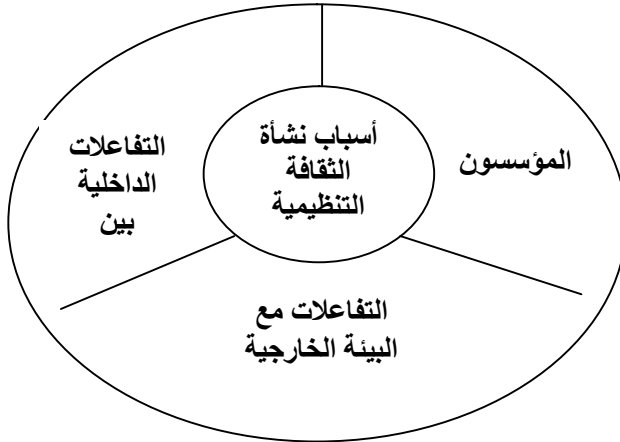 أسباب نشأة
الثقافة
التنظيمية
المؤسسون
التفاعلات
الداخلية
بين
التفاعلات مع
البيئة الخارجية